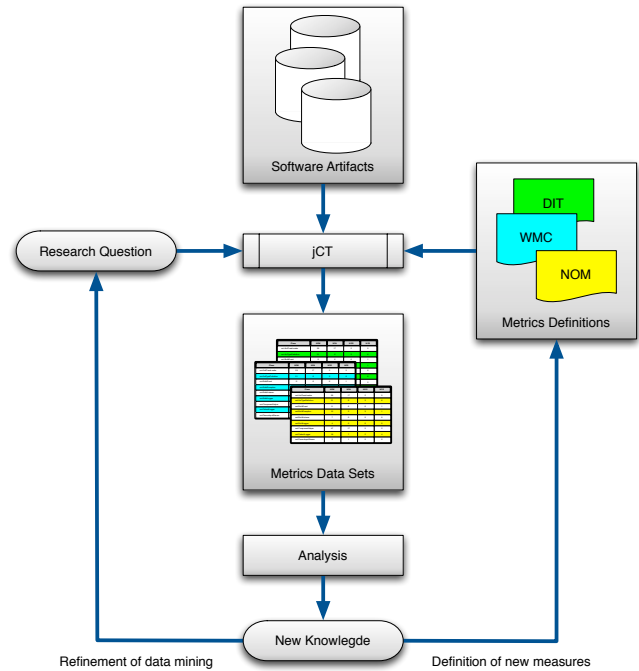 Software Artifacts
DIT
WMC
NOM
Metrics Definitions
Research Question
jCT
Metrics Data Sets
Analysis
New Knowlegde
Refinement of data mining
Definition of new measures